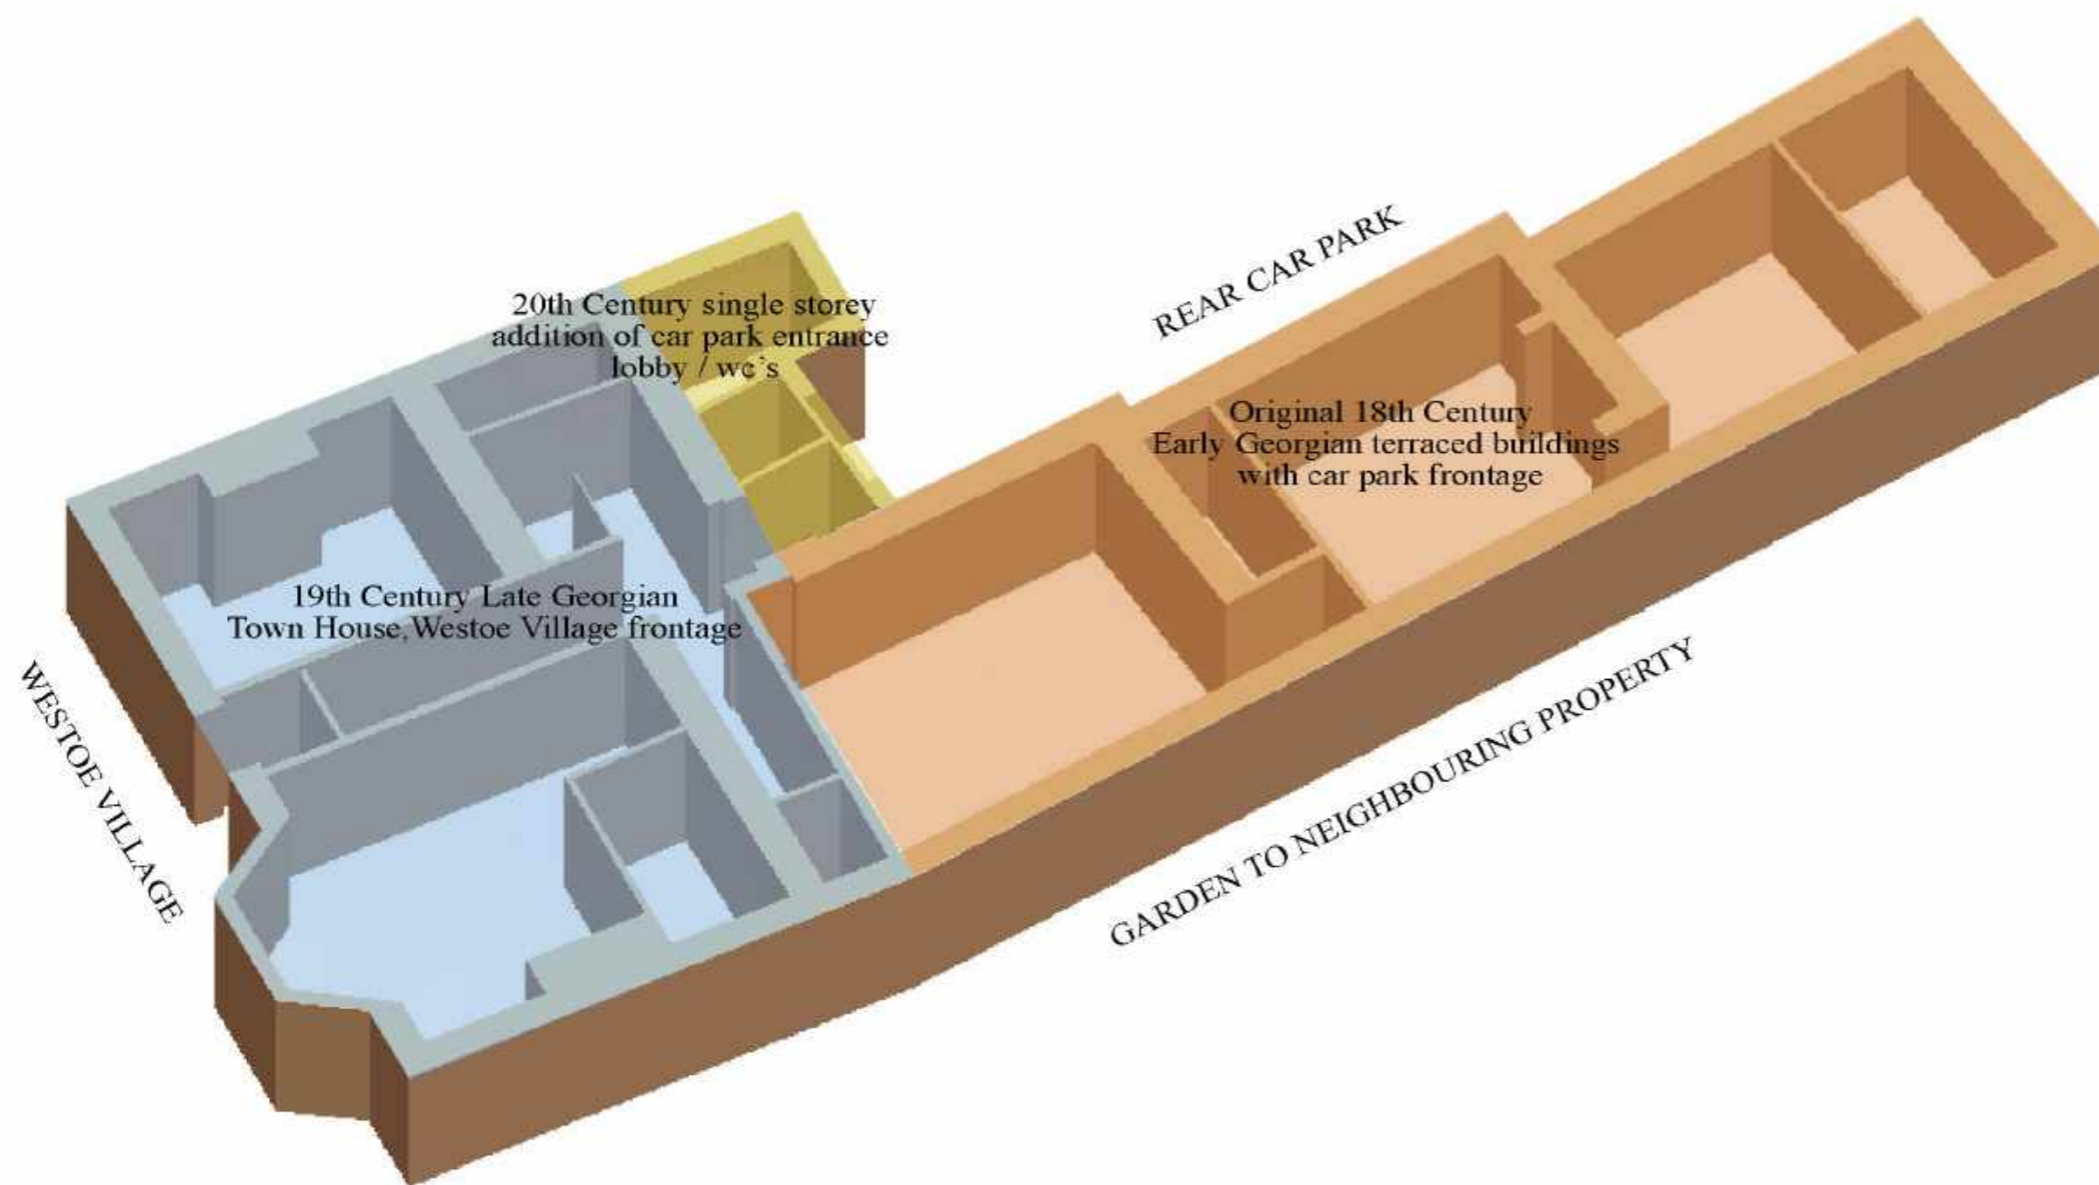 REAR CAR PARK
20th Century single storey
addition of car park entrance
lobby / wc's
Original 18th Century
Early Georgian terraced buildings
with car park frontage
19th Century Late Georgian
Town House, Westoe Village frontage
WESTOE VILLAGE
GARDEN TO NEIGHBOURING PROPERTY